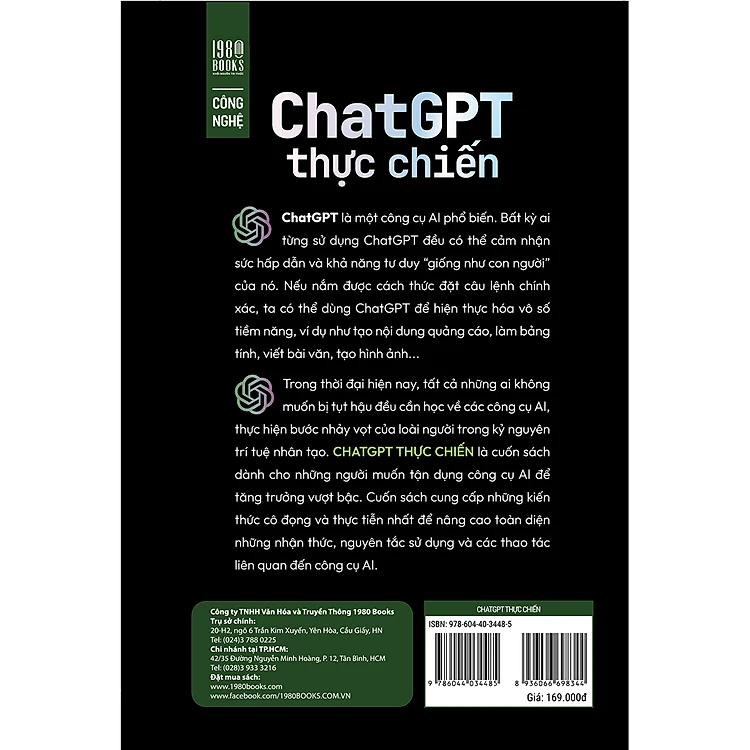 1980
BOOKS
KHỞI NGUỒN TRI THỨC
CÔNG
NGHỆ
ChatGPT
thực chiến
ChatGPT là một công cụ AI phổ biến. Bất kỳ ai
từng sử dụng ChatGPT đều có thể cảm nhận
sức hấp dẫn và khả năng tư duy “giống như con người”
của nó. Nếu nắm được cách thức đặt câu lệnh chính
xác, ta có thể dùng ChatGPT để hiện thực hóa vô số
tiềm năng, ví dụ như tạo nội dung quảng cáo, làm bảng
tính, viết bài văn, tạo hình ảnh...
Trong thời đại hiện nay, tất cả những ai không
muốn bị tụt hậu đều cần học về các công cụ AI,
thực hiện bước nhảy vọt của loài người trong kỷ nguyên
trí tuệ nhân tạo. CHATGPT THỰC CHIẾN là cuốn sách
dành cho những người muốn tận dụng công cụ AI để
tăng trưởng vượt bậc. Cuốn sách cung cấp những kiến
thức cô đọng và thực tiễn nhất để nâng cao toàn diện
những nhận thức, nguyên tắc sử dụng và các thao tác
liên quan đến công cụ AI.
Công ty TNHH Văn Hóa và Truyền Thông 1980 Books
Trụ sở chính:
20-H2, ngõ 6 Trần Kim Xuyến, Yên Hòa, Cầu Giấy, HN
Tel: (024)3 788 0225
Chi nhánh tại TP.HCM:
42/35 Đường Nguyễn Minh Hoàng, P. 12, Tân Bình, HCM
Tel: (028)3 933 3216
Đặt mua sách:
www.1980books.com
www.facebook.com/1980BOOKS.COM.VN
CHATGPT THỰC CHIẾN
ISBN: 978-604-40-3448-5
9 786044 034485
8 936066 698344
Giá: 169.000đ